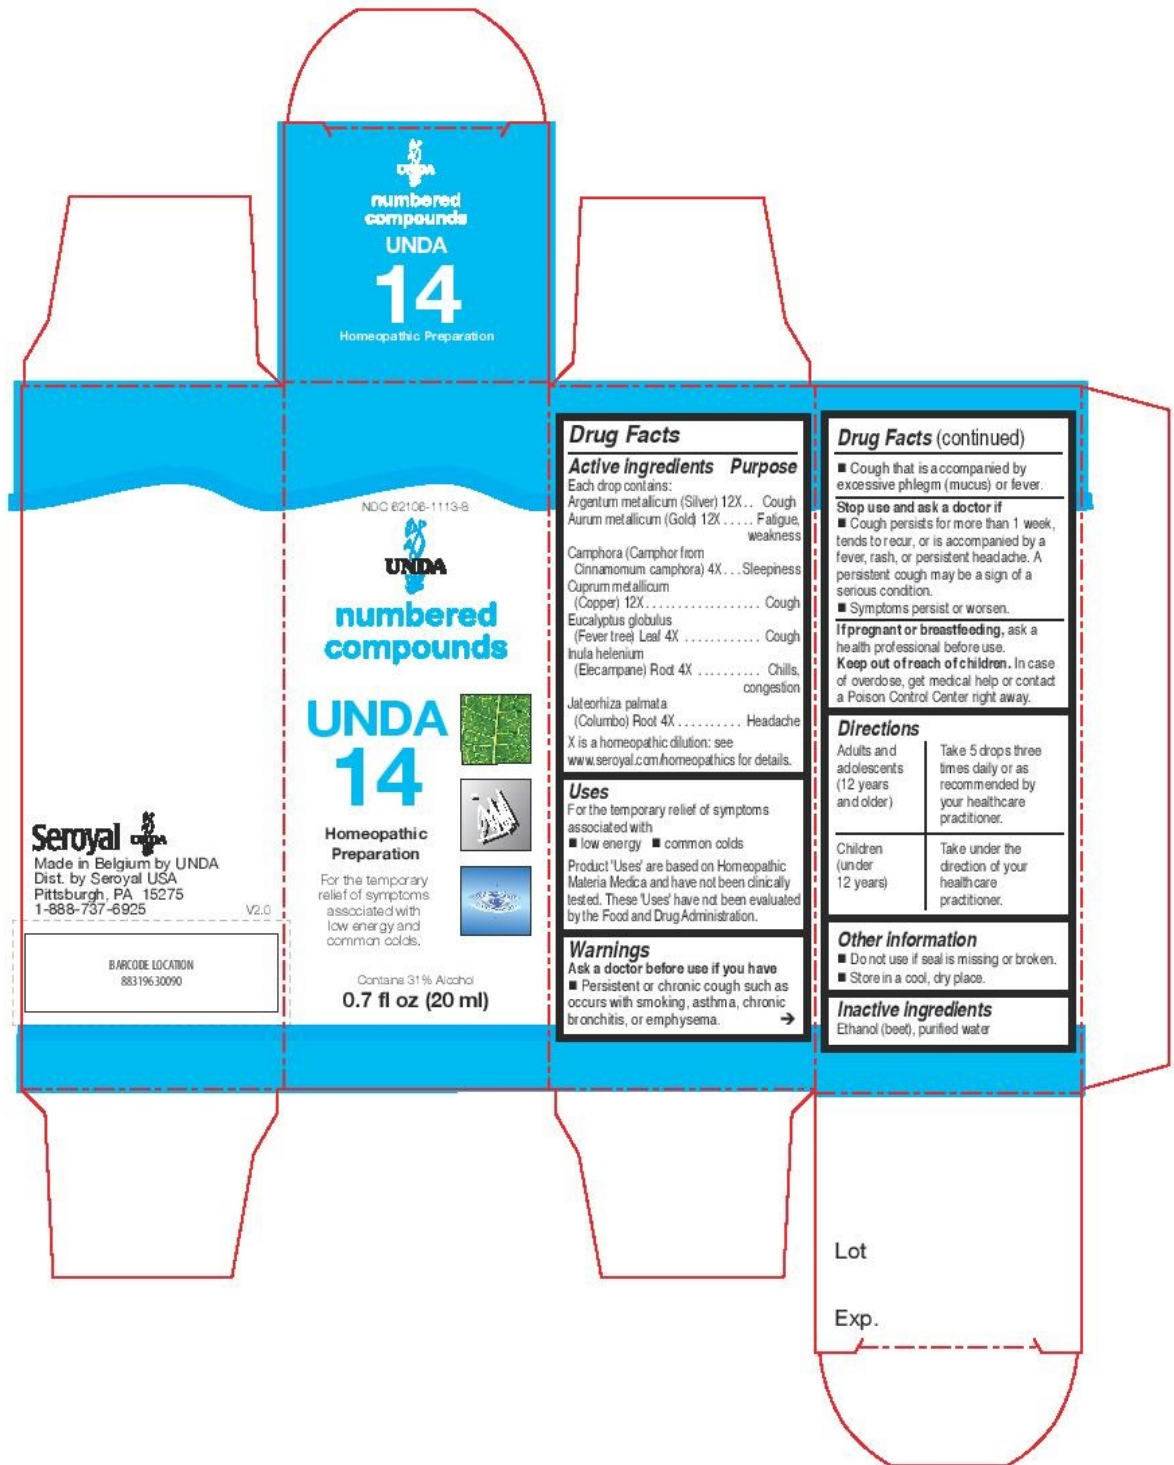 UNDA
numbered
compounds
UNDA
14
Homeopathic Preparation
NDC 62106-1113-8
UNDA
numbered
compounds
UNDA
14
Homeopathic
Preparation
For the temporary
relief of symptoms
associated with
low energy and
common colds.
Contains 31% Alcohol
0.7 fl oz (20 ml)
Seroyal UNDA
Made in Belgium by UNDA
Dist. by Seroyal USA
Pittsburgh, PA 15275
1-888-737-6925 V2.0
BARCODE LOCATION
88319630090
Drug Facts
Active ingredients Purpose
Each drop contains:
Argentum metallicum (Silver) 12X.. Cough
Aurum metallicum (Gold) 12X..... Fatigue,
weakness
Camphora (Camphor from
Cinnamomum camphora) 4X...Sleepiness
Cuprum metallicum
(Copper) 12X.................. Cough
Eucalyptus globulus
(Fever tree) Leaf 4X ............ Cough
Inula helenium
(Elecampane) Root 4X .......... Chills,
congestion
Jateorhiza palmata
(Columbo) Root 4X .......... Headache
X is a homeopathic dilution: see
www.seroyal.com/homeopathics for details.
Uses
For the temporary relief of symptoms
associated with
■ low energy ■ common colds
Product 'Uses' are based on Homeopathic
Materia Medica and have not been clinically
tested. These 'Uses' have not been evaluated
by the Food and Drug Administration.
Warnings
Ask a doctor before use if you have
■ Persistent or chronic cough such as
occurs with smoking, asthma, chronic
bronchitis, or emphysema. ➔
Drug Facts (continued)
■ Cough that is accompanied by
excessive phlegm (mucus) or fever.
Stop use and ask a doctor if
■ Cough persists for more than 1 week,
tends to recur, or is accompanied by a
fever, rash, or persistent headache. A
persistent cough may be a sign of a
serious condition.
■ Symptoms persist or worsen.
If pregnant or breastfeeding, ask a
health professional before use.
Keep out of reach of children. In case
of overdose, get medical help or contact
a Poison Control Center right away.
Directions
Adults and
adolescents
(12 years
and older)
Take 5 drops three
times daily or as
recommended by
your healthcare
practitioner.
Children
(under
12 years)
Take under the
direction of your
healthcare
practitioner.
Other information
■ Do not use if seal is missing or broken.
■ Store in a cool, dry place.
Inactive ingredients
Ethanol (beet), purified water
Lot
Exp.